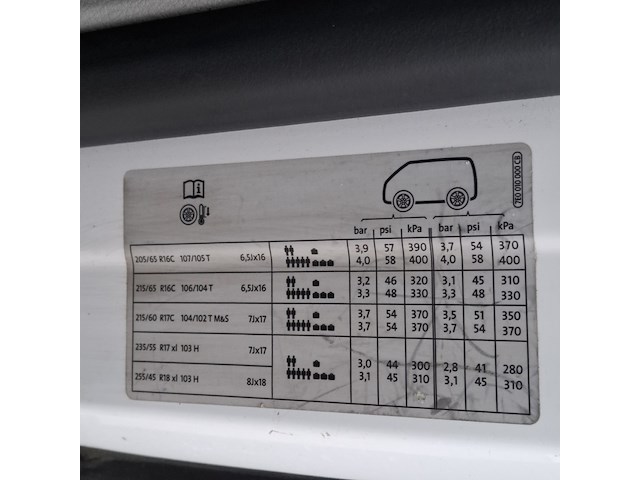 7E0 010 000 CB
bar psi kPa bar psi kPa
205/65 R16C 107/105 T 6,5Jx16 3,9 57 390 3,7 54 370
4,0 58 400 4,0 58 400
215/65 R16C 106/104 T 6,5Jx16 3,2 46 320 3,1 45 310
3,3 48 330 3,3 48 330
215/60 R17C 104/102 T M&S 7Jx17 3,7 54 370 3,5 51 350
3,7 54 370 3,7 54 370
235/55 R17 xl 103 H 7Jx17
3,0 44 300 2,8 41 280
3,1 45 310 3,1 45 310
255/45 R18 xl 103 H 8Jx18